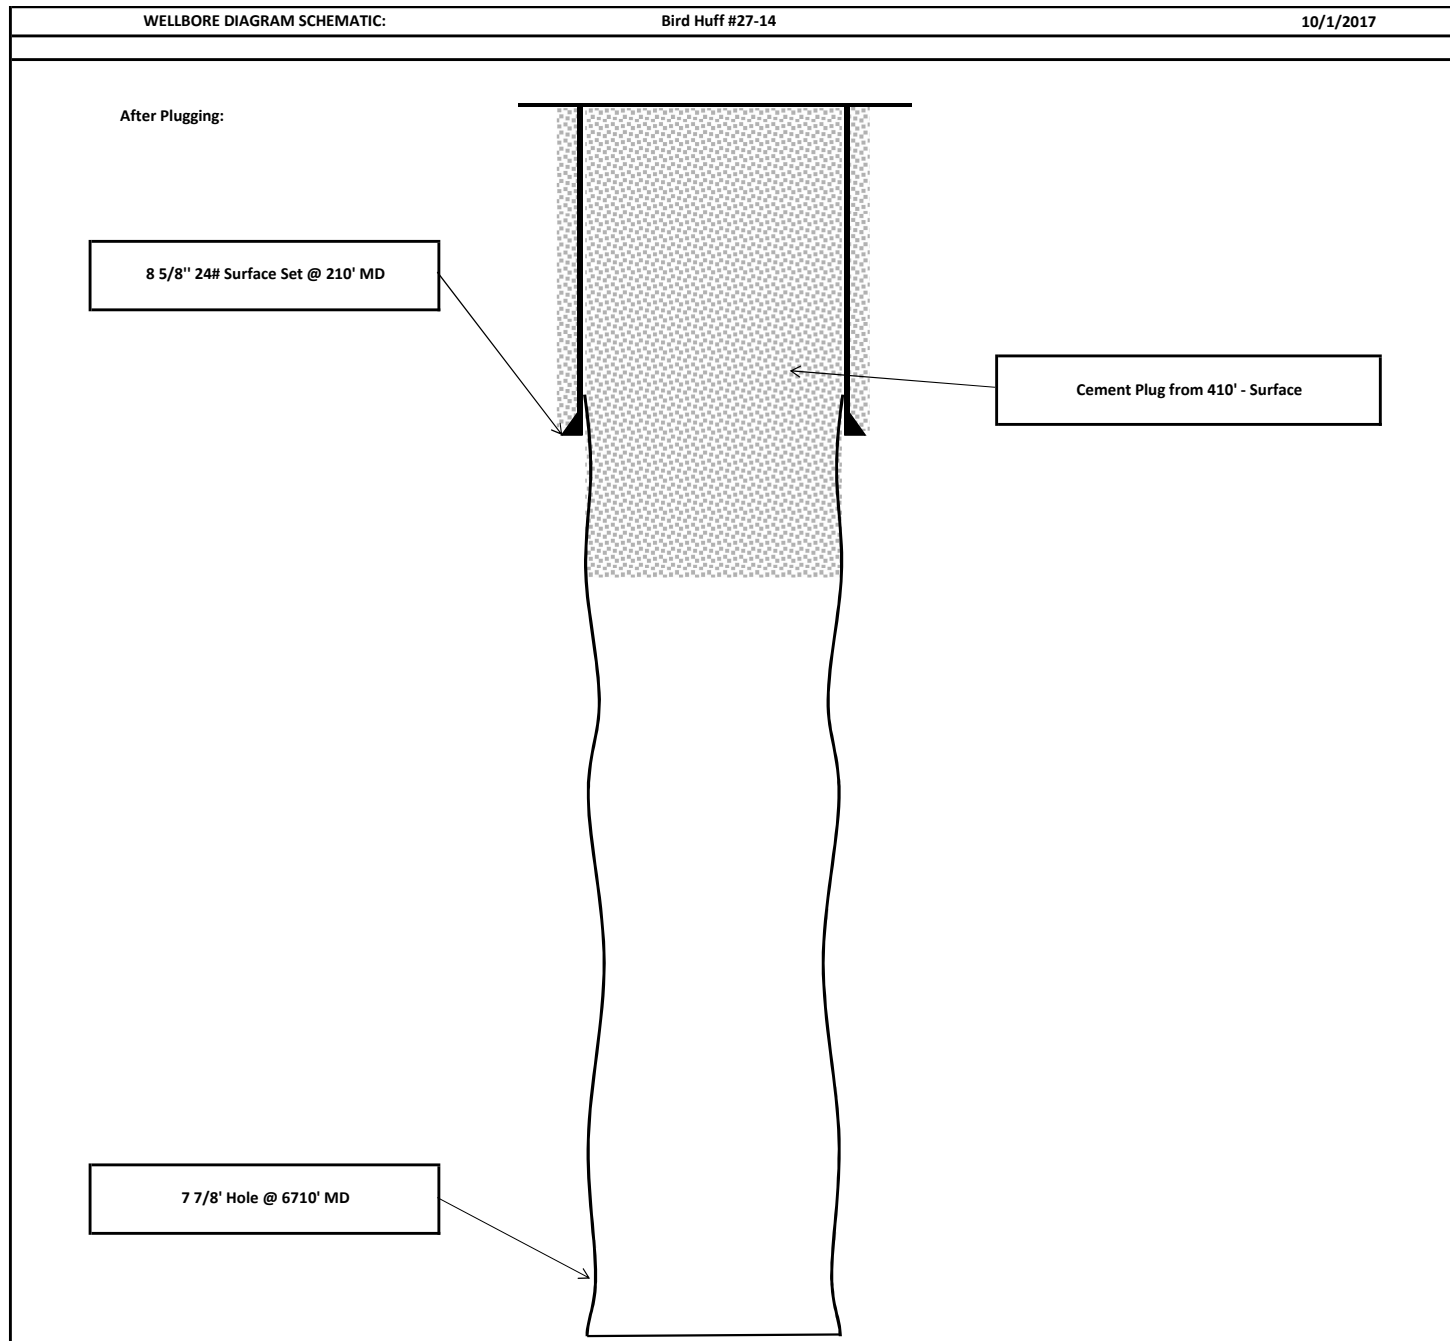 WELLBORE DIAGRAM SCHEMATIC: Bird Huff #27-14 10/1/2017
After Plugging:
8 5/8'' 24# Surface Set @ 210' MD
Cement Plug from 410' - Surface
7 7/8' Hole @ 6710' MD